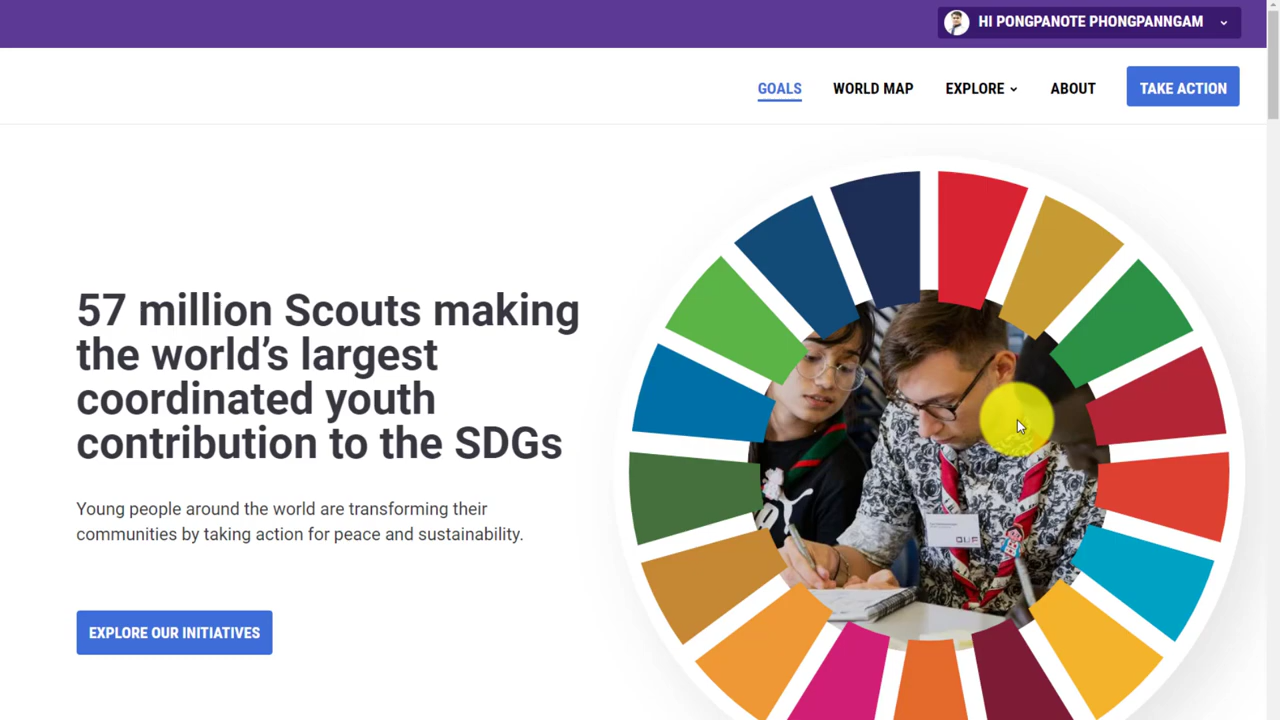 HI PONGPANOTE PHONGPANNGAM
GOALS
WORLD MAP
EXPLORE
ABOUT
TAKE ACTION
57 million Scouts making
the world’s largest
coordinated youth
contribution to the SDGs
Young people around the world are transforming their
communities by taking action for peace and sustainability.
EXPLORE OUR INITIATIVES